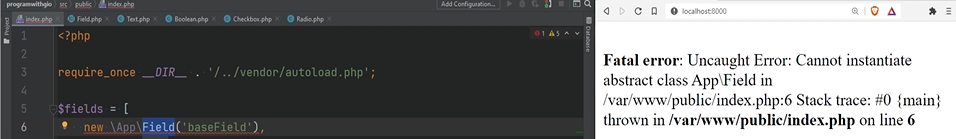 programwithgio
src
public
index.php
Add Configuration...
index.php
Field.php
Text.php
Boolean.php
Checkbox.php
Radio.php
Project
Database
1
<?php
1
5
2
3
require_once __DIR__ . '/../vendor/autoload.php';
4
5
$fields = [
6
new \App\Field('baseField'),
localhost:8000
Fatal error: Uncaught Error: Cannot instantiate
abstract class App\Field in
/var/www/public/index.php:6 Stack trace: #0 {main}
thrown in /var/www/public/index.php on line 6